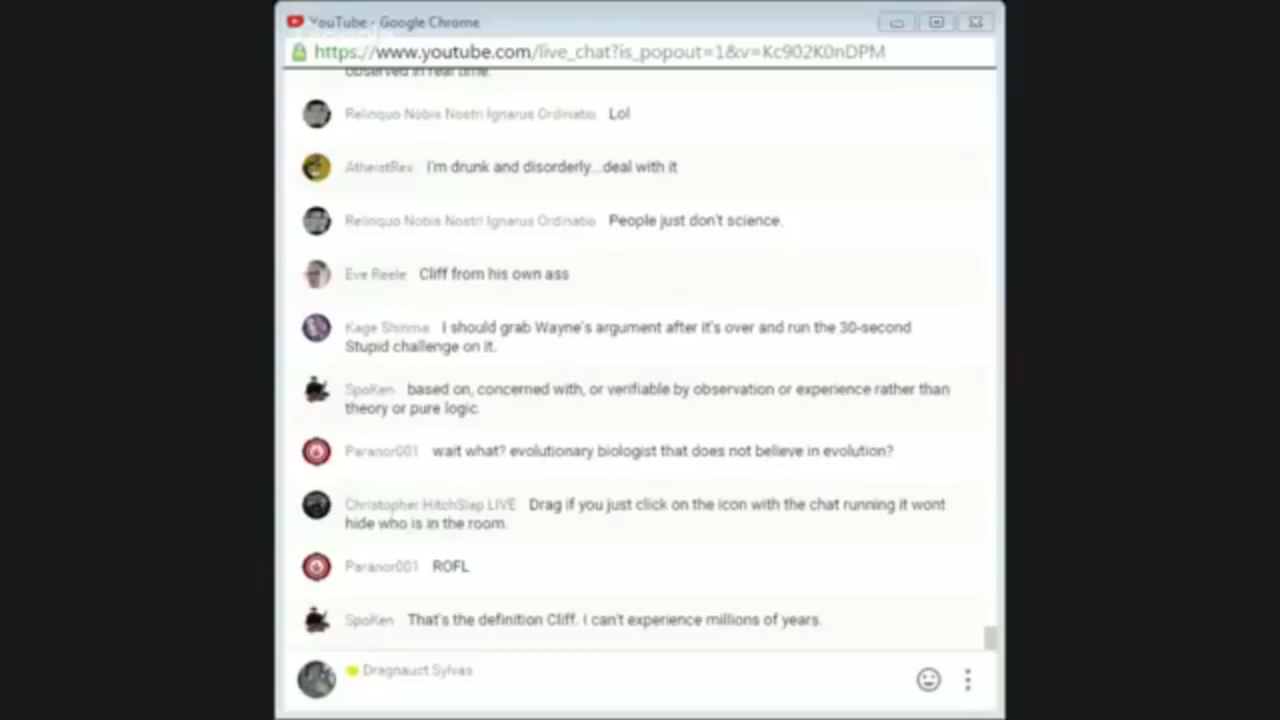 YouTube - Google Chrome
https://www.youtube.com/live_chat?is_popout=1&v=Kc902K0nDPM
observed in real time.
Relinquo Nobis Nostri Ignarus Ordinatio Lol
AtheistRex I'm drunk and disorderly...deal with it
Relinquo Nobis Nostri Ignarus Ordinatio People just don't science.
Eve Reele Cliff from his own ass
Kage Shinma I should grab Wayne's argument after it's over and run the 30-second
Stupid challenge on it.
SpoKen based on, concerned with, or verifiable by observation or experience rather than
theory or pure logic.
Paranor001 wait what? evolutionary biologist that does not believe in evolution?
Christopher HitchSlap LIVE Drag if you just click on the icon with the chat running it wont
hide who is in the room.
Paranor001 ROFL
SpoKen That's the definition Cliff. I can't experience millions of years.
Dragnauct Sylvas